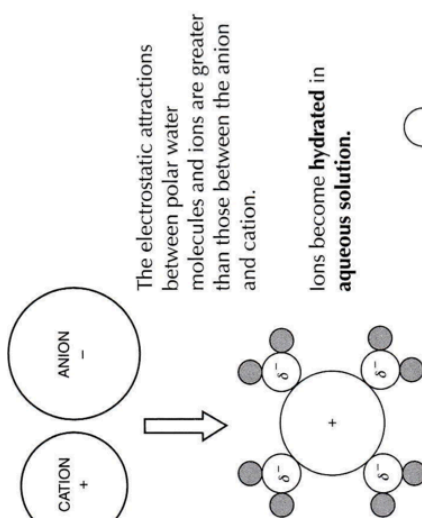 CATION
+
ANION
−
The electrostatic attractions
between polar water
molecules and ions are greater
than those between the anion
and cation.
δ−
δ−
+
δ−
δ−
Ions become hydrated in
aqueous solution.